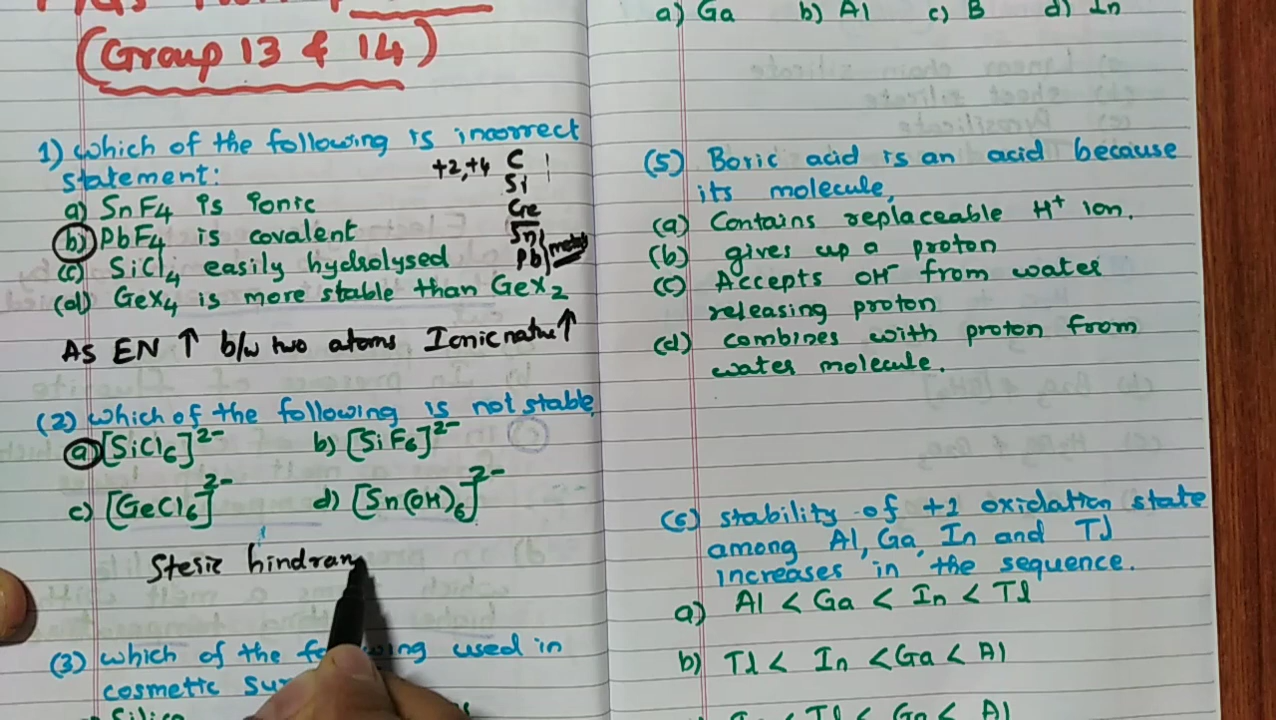 (Group 13 & 14)
1) which of the following is incorrect
statement:
+2,+4 C
Si
Ge
Sn
Pb
a) SnF4 is ionic
b) PbF4 is covalent
(c) SiCl4 easily hydrolysed
(d) GeX4 is more stable than GeX2
As EN ↑ b/w two atoms Ionic nature ↑
(2) which of the following is not stable
a) [SiCl6]2- b) [SiF6]2-
c) [GeCl6]2- d) [Sn(OH)6]2-
Steric hindran
(3) which of the following used in
cosmetic
a) Ga b) Al c) B d) In
(5) Boric acid is an acid because
its molecule,
(a) Contains replaceable H+ ion.
(b) gives up a proton
(c) Accepts OH- from water
releasing proton
(d) combines with proton from
water molecule.
(6) stability of +1 oxidation state
among Al, Ga, In and Tl
increases in the sequence.
a) Al < Ga < In < Tl
b) Tl < In < Ga < Al
In < Tl < Ga < Al